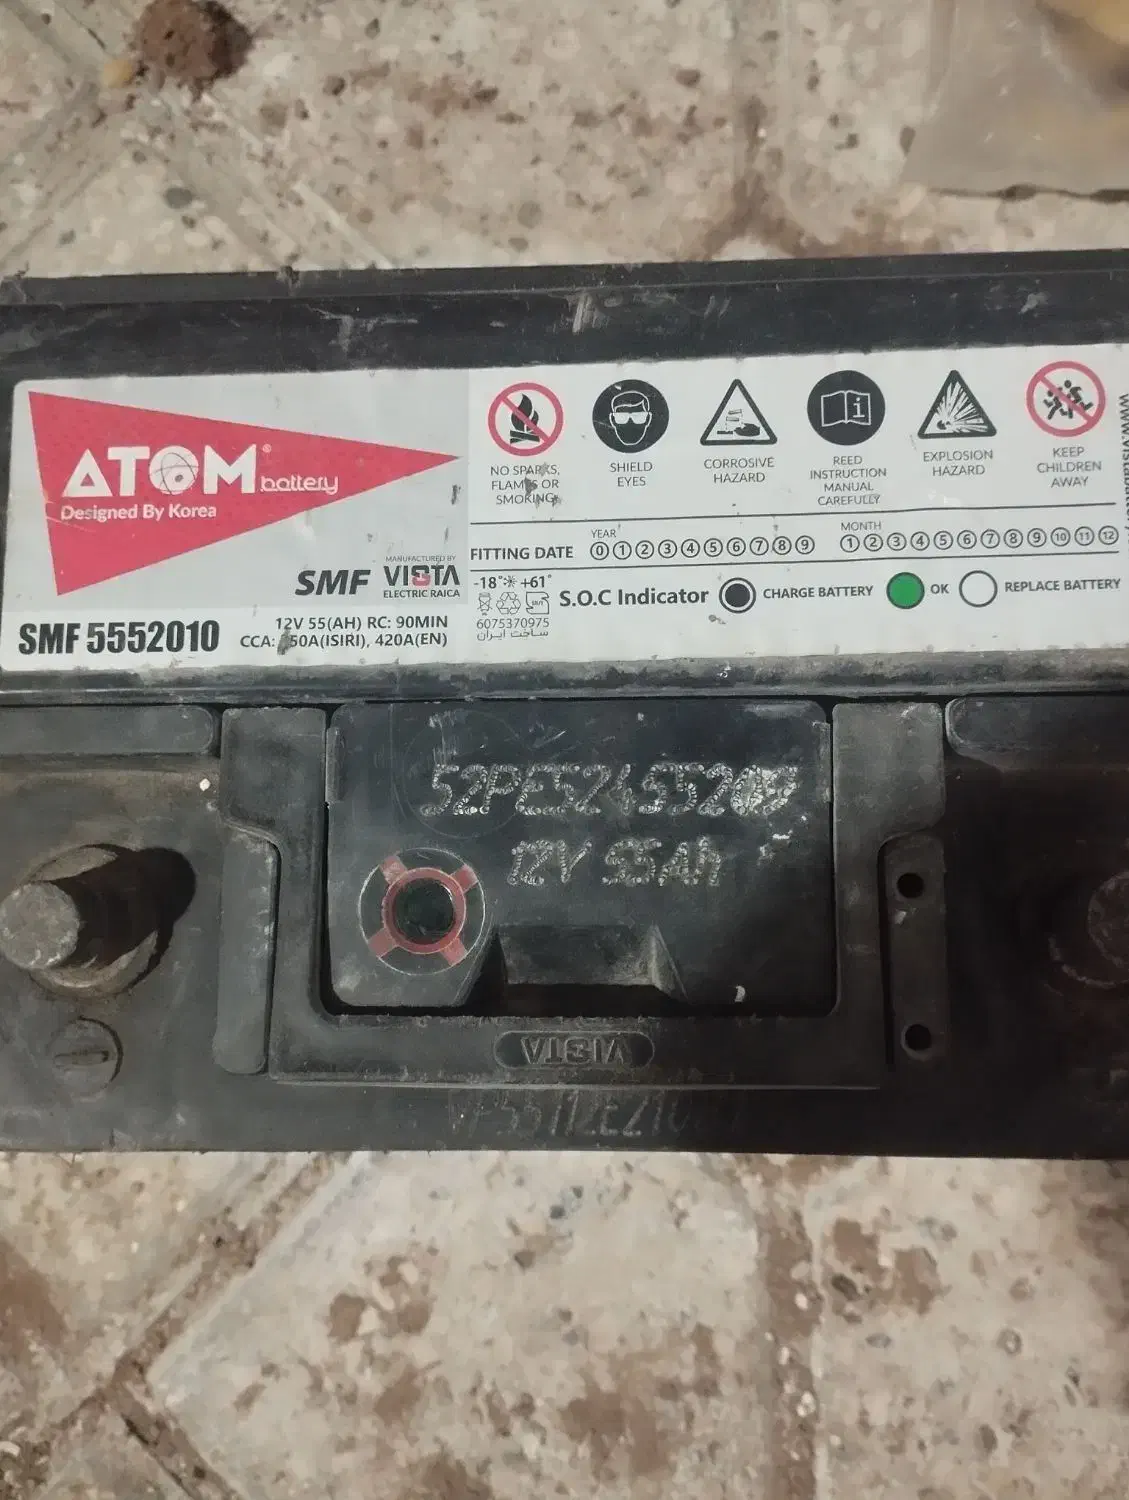 ATOM® battery
Designed By Korea
SMF
MANUFACTURED BY
VISTA
ELECTRIC RAICA
SMF 5552010
12V 55(AH) RC: 90MIN
CCA: 50A(ISIRI), 420A(EN)
NO SPARKS,
FLAMES OR
SMOKING
SHIELD
EYES
CORROSIVE
HAZARD
REED
INSTRUCTION
MANUAL
CAREFULLY
EXPLOSION
HAZARD
KEEP
CHILDREN
AWAY
FITTING DATE
YEAR
0 1 2 3 4 5 6 7 8 9
MONTH
1 2 3 4 5 6 7 8 9 10 11 12
-18° +61°
6075370975
ساخت ایران
S.O.C Indicator
CHARGE BATTERY
OK
REPLACE BATTERY
52PE52455209
12V 55Ah
VISTA